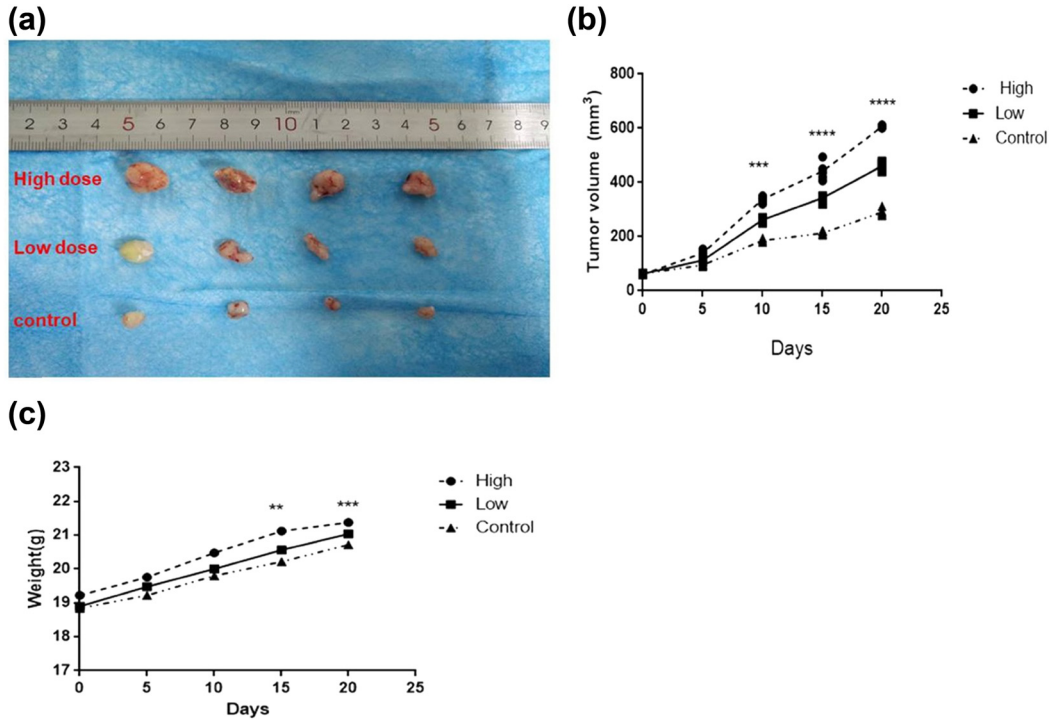 (a)
2 3 4 5 6 7 8 9 10 1 2 3 4 5 6 7 8 9
High dose
Low dose
control
(b)
800
600
400
200
0
Tumor volume (mm³)
***
****
****
0 5 10 15 20 25
Days
High
Low
Control
(c)
23
22
21
20
19
18
17
Weight(g)
**
***
0 5 10 15 20 25
Days
High
Low
Control